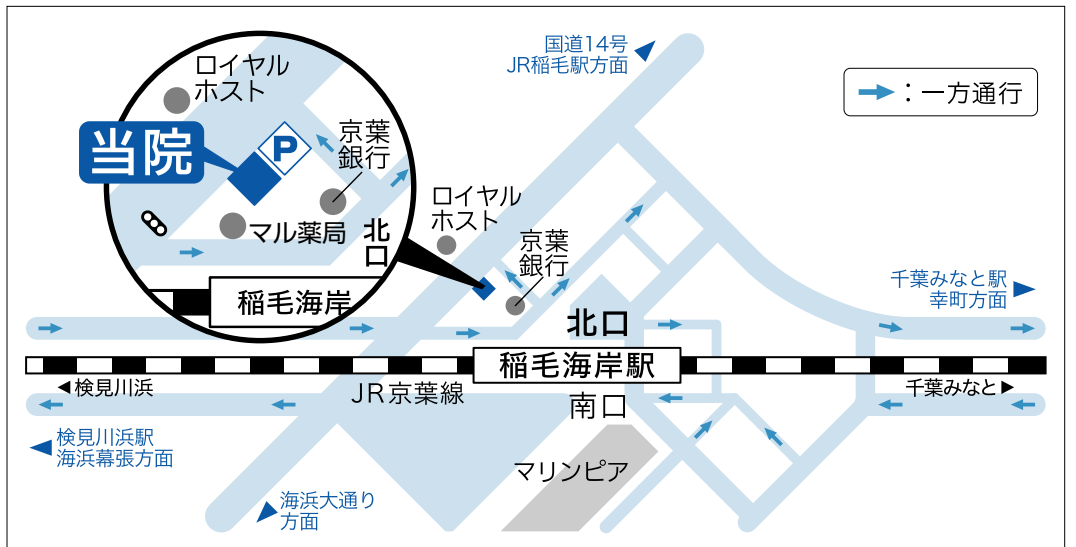 ロイヤル
ホスト
当院
P
京葉
銀行
マル薬局
北
口
稲毛海岸
国道14号
JR稲毛駅方面
：一方通行
ロイヤル
ホスト
京葉
銀行
千葉みなと駅
幸町方面
北口
稲毛海岸駅
◀検見川浜
JR京葉線
南口
千葉みなと▶
検見川浜駅
海浜幕張方面
マリンピア
海浜大通り
方面